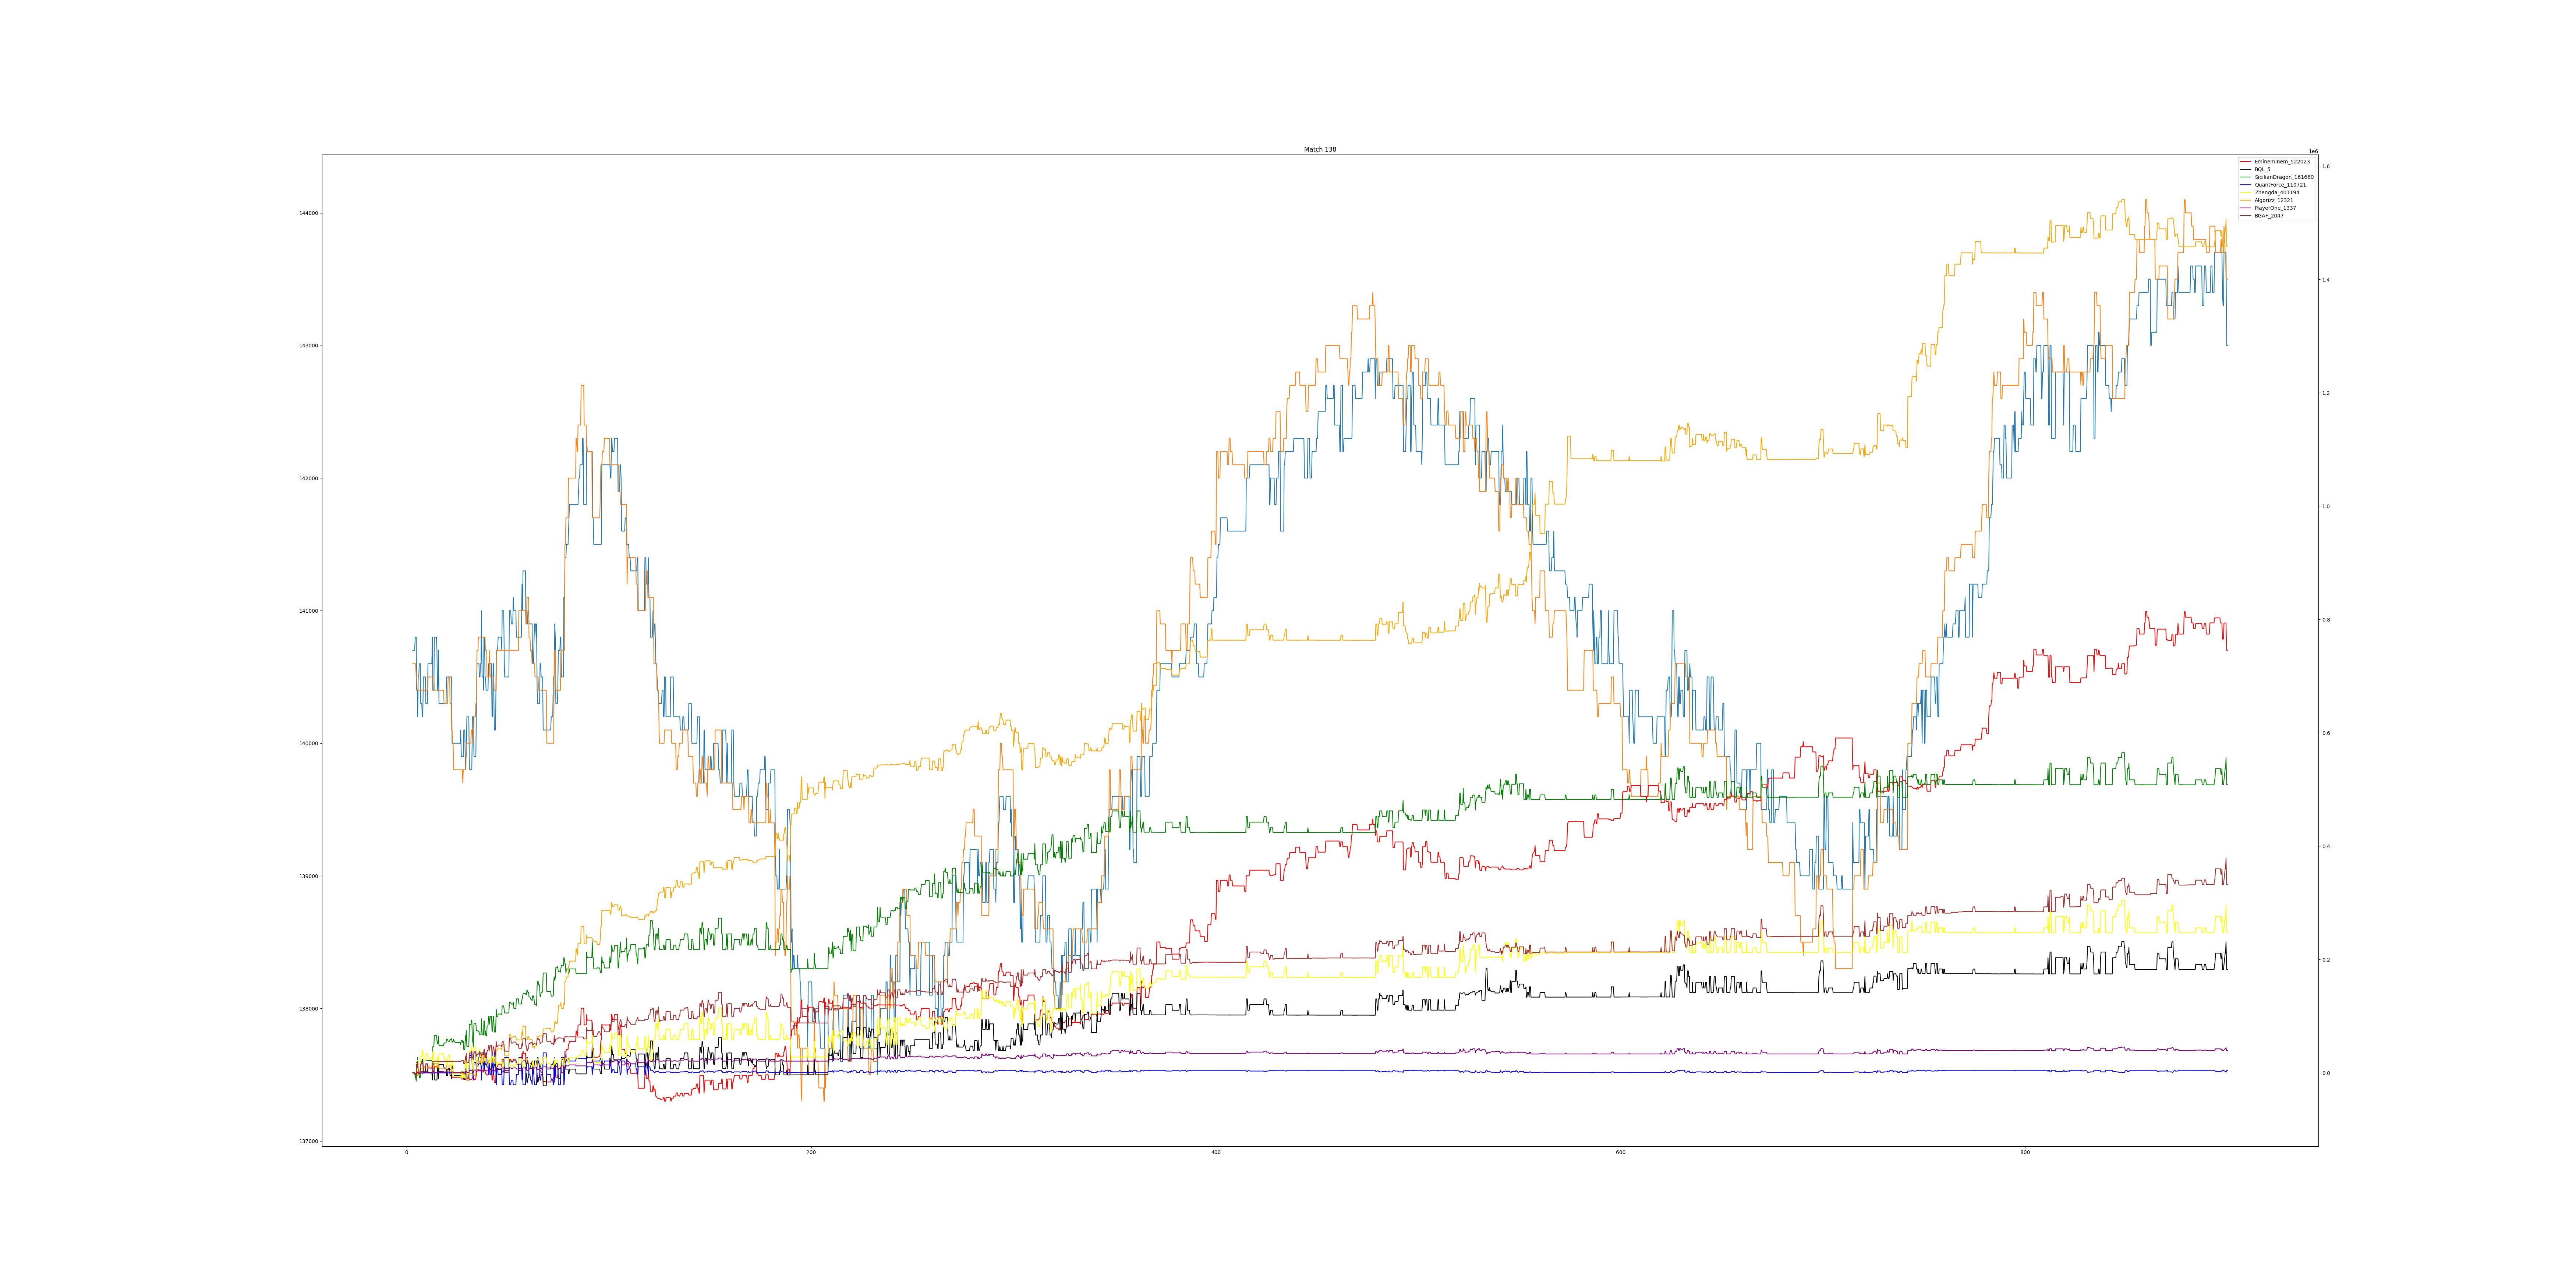 Match 138
1e6
Emineminem_522023
BQL_5
SicilianDragon_161660
QuantForce_110721
Zhengda_401194
Algorizz_12321
PlayerOne_1337
BGAF_2047
144000
143000
142000
141000
140000
139000
138000
137000
1.6
1.4
1.2
1.0
0.8
0.6
0.4
0.2
0.0
0 200 400 600 800